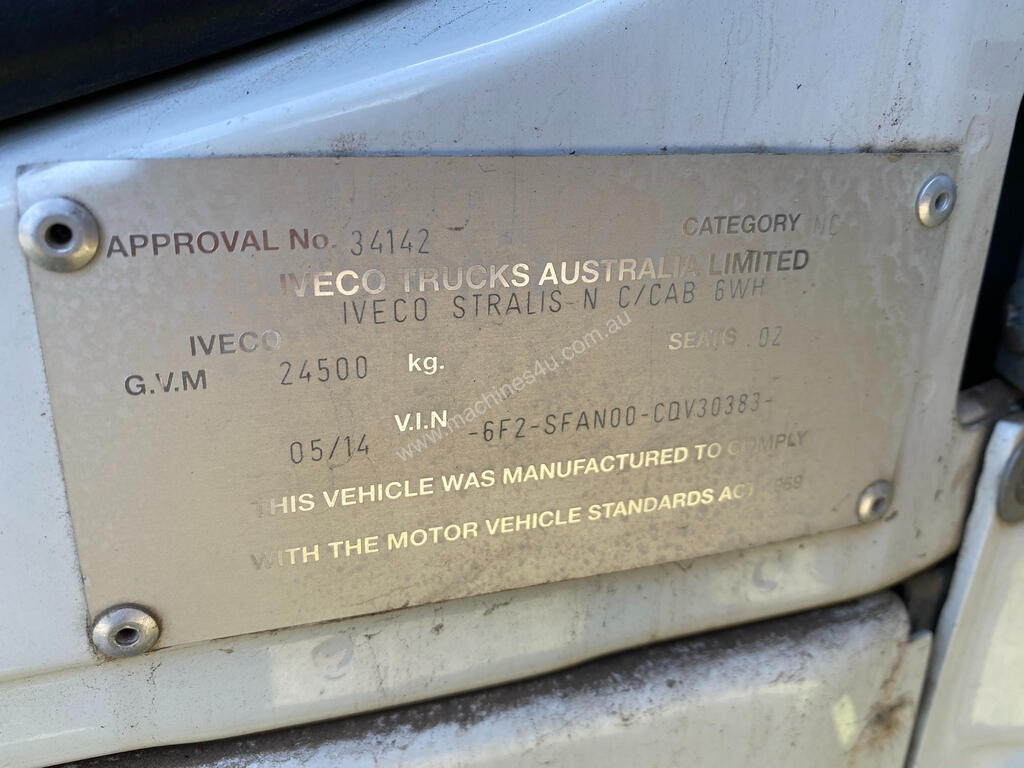 APPROVAL No. 34142 CATEGORY NC
IVECO TRUCKS AUSTRALIA LIMITED
IVECO IVECO STRALIS-N C/CAB 6WH
G.V.M 24500 kg. SEATS 02
05/14 V.I.N -6F2-SFAN00-CDV30383-
THIS VEHICLE WAS MANUFACTURED TO COMPLY
WITH THE MOTOR VEHICLE STANDARDS ACT 1989
www.machines4u.com.au